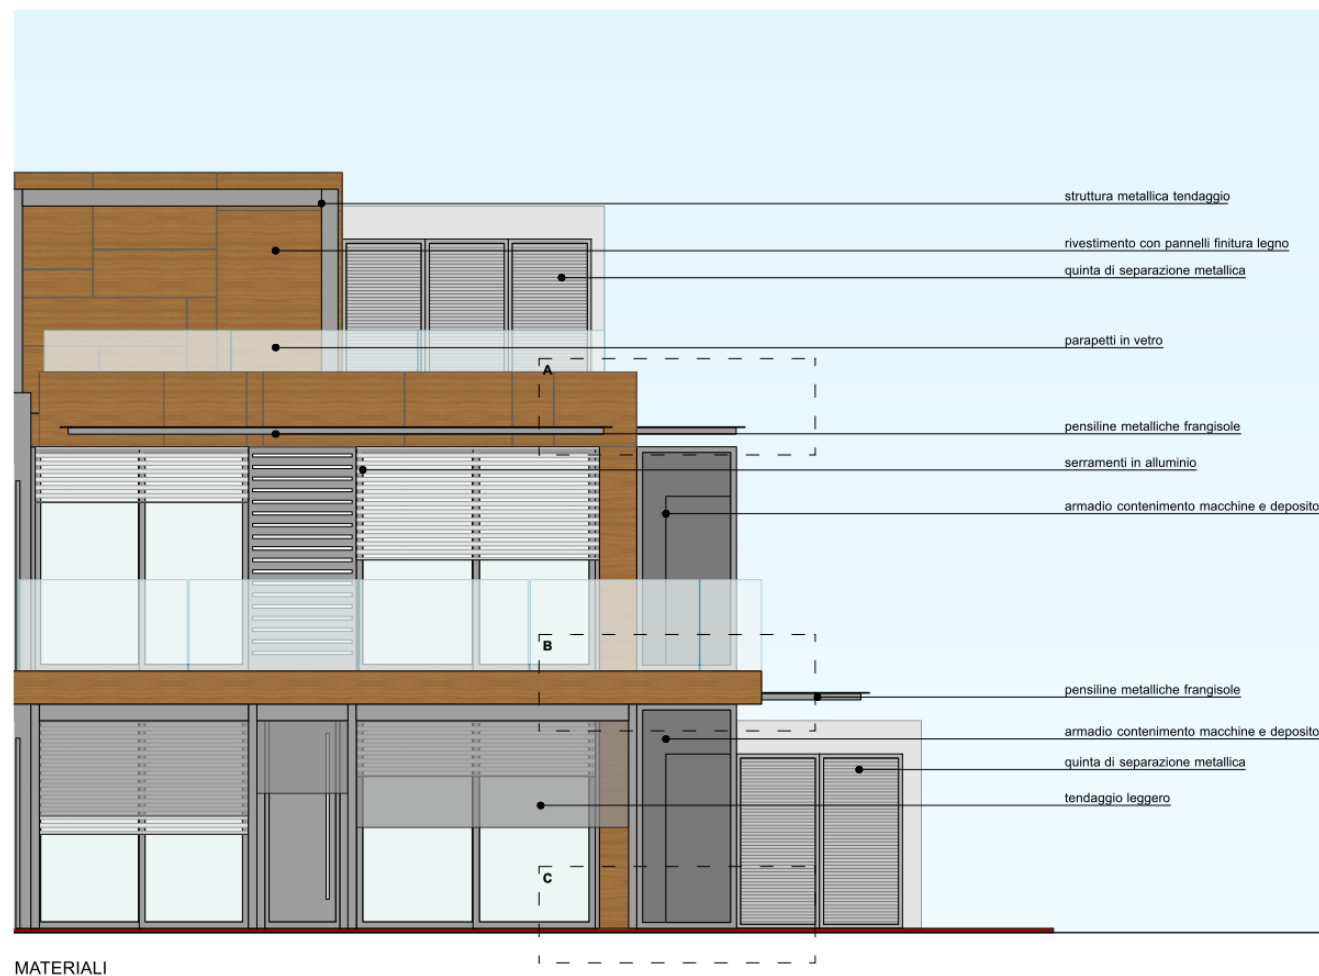 struttura metallica tendaggio
rivestimento con pannelli finitura legno
quinta di separazione metallica
parapetti in vetro
A
pensiline metalliche frangisole
serramenti in alluminio
armadio contenimento macchine e deposito
B
pensiline metalliche frangisole
armadio contenimento macchine e deposito
quinta di separazione metallica
tendaggio leggero
C
MATERIALI